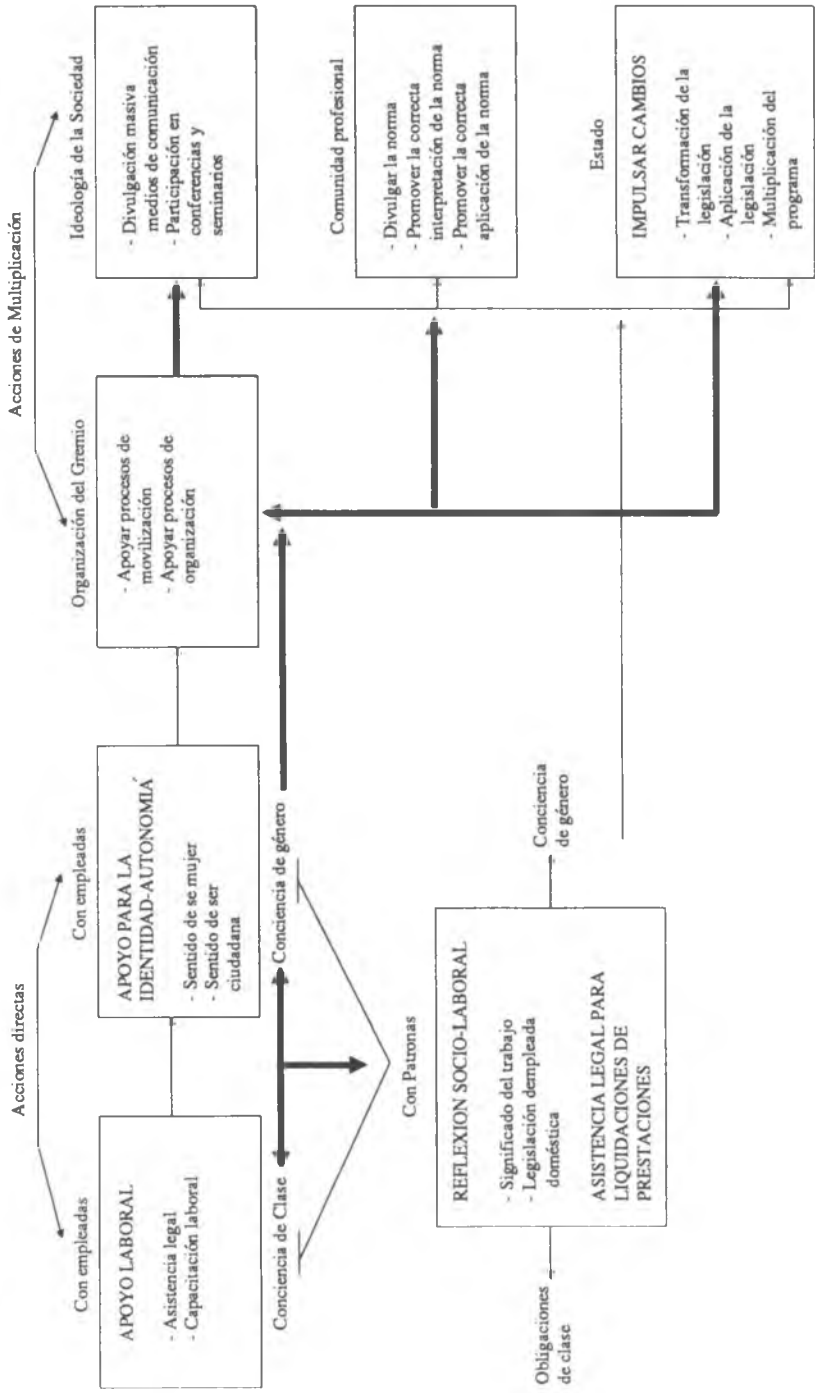 Acciones directas
Con empleadas
APOYO LABORAL
- Asistencia legal
- Capacitación laboral
Con empleadas
APOYO PARA LA
IDENTIDAD-AUTONOMIÁ
- Sentido de se mujer
- Sentido de ser
ciudadana
Conciencia de Clase
Conciencia de género
Con Patronas
Obligaciones
de clase
REFLEXION SOCIO-LABORAL
- Significado del trabajo
- Legislación dempleada
doméstica
ASISTENCIA LEGAL PARA
LIQUIDACIONES DE
PRESTACIONES
Conciencia
de género
Acciones de Multiplicación
Organización del Gremio
- Apoyar procesos de
movilización
- Apoyar procesos de
organización
Ideología de la Sociedad
- Divulgación masiva
medios de comunicación
- Participación en
conferencias y
seminarios
Comunidad profesional
- Divulgar la norma
- Promover la correcta
interpretación de la norma
- Promover la correcta
aplicación de la norma
Estado
IMPULSAR CAMBIOS
- Transformación de la
legislación
- Aplicación de la
legislación
- Multiplicación del
programa